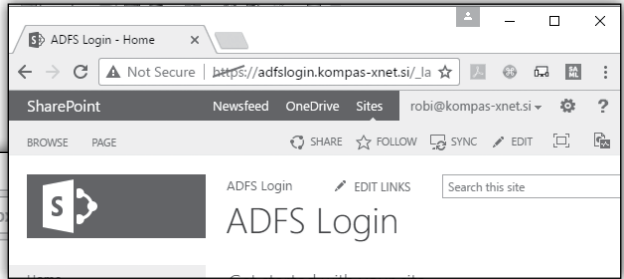 ADFS Login - Home
Not Secure https://adfslogin.kompas-xnet.si/_la
SharePoint Newsfeed OneDrive Sites robi@kompas-xnet.si ?
BROWSE PAGE SHARE FOLLOW SYNC EDIT
ADFS Login EDIT LINKS Search this site
S
ADFS Login